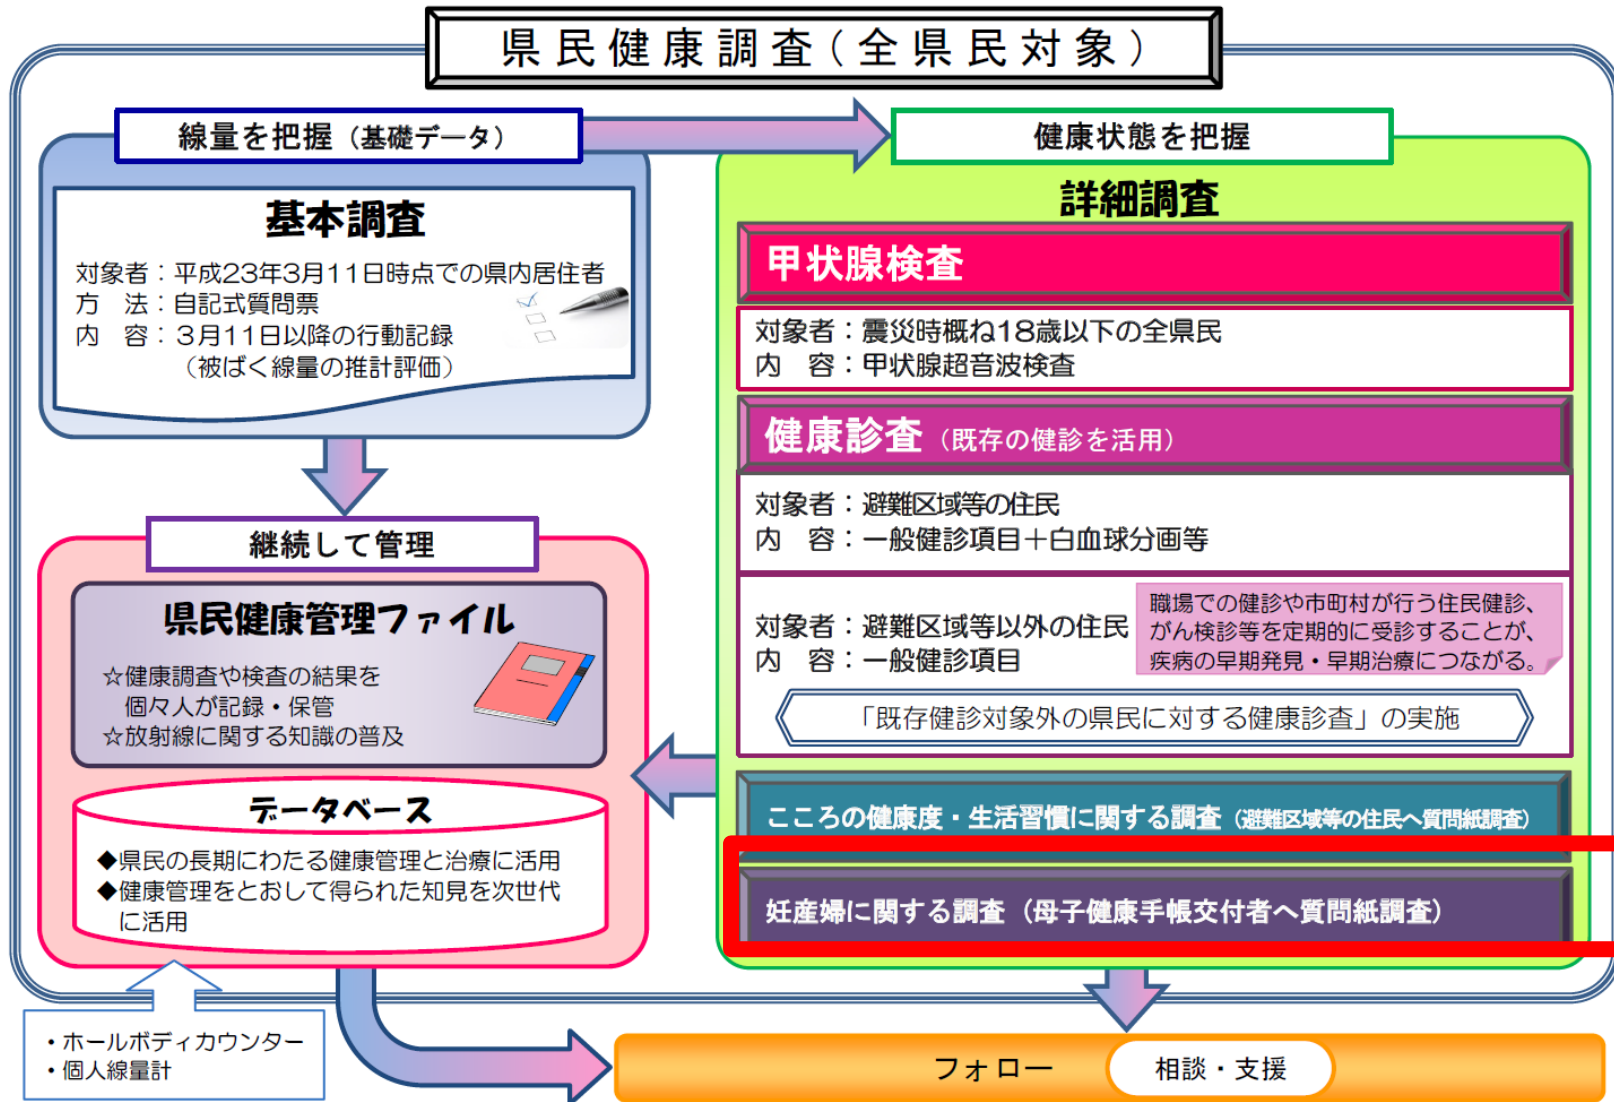 県民健康調査(全県民対象)
線量を把握(基礎データ)
基本調査
対象者:平成23年3月11日時点での県内居住者
方 法:自記式質問票
内 容:3月11日以降の行動記録
(被ばく線量の推計評価)
継続して管理
県民健康管理ファイル
☆健康調査や検査の結果を
個々人が記録・保管
☆放射線に関する知識の普及
データベース
◆県民の長期にわたる健康管理と治療に活用
◆健康管理をとおして得られた知見を次世代
に活用
・ホールボディカウンター
・個人線量計
健康状態を把握
詳細調査
甲状腺検査
対象者:震災時概ね18歳以下の全県民
内 容:甲状腺超音波検査
健康診査(既存の健診を活用)
対象者:避難区域等の住民
内 容:一般健診項目+白血球分画等
対象者:避難区域等以外の住民
内 容:一般健診項目
職場での健診や市町村が行う住民健診、
がん検診等を定期的に受診することが、
疾病の早期発見・早期治療につながる。
「既存健診対象外の県民に対する健康診査」の実施
こころの健康度・生活習慣に関する調査(避難区域等の住民へ質問紙調査)
妊産婦に関する調査(母子健康手帳交付者へ質問紙調査)
フォロー
相談・支援